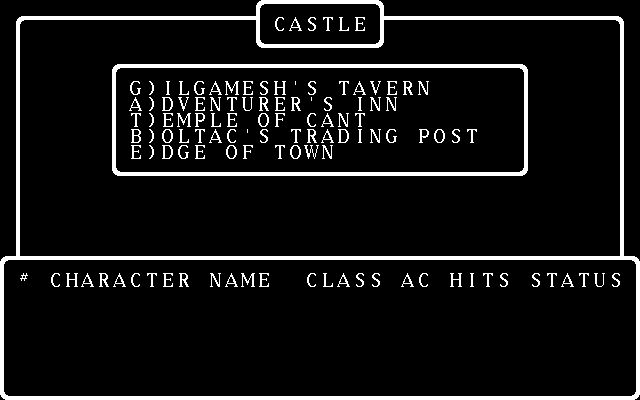 CASTLE
G)ILGAMESH'S TAVERN
A)DVENTURER'S INN
T)EMPLE OF CANT
B)OLTAC'S TRADING POST
E)DGE OF TOWN
# CHARACTER NAME CLASS AC HITS STATUS